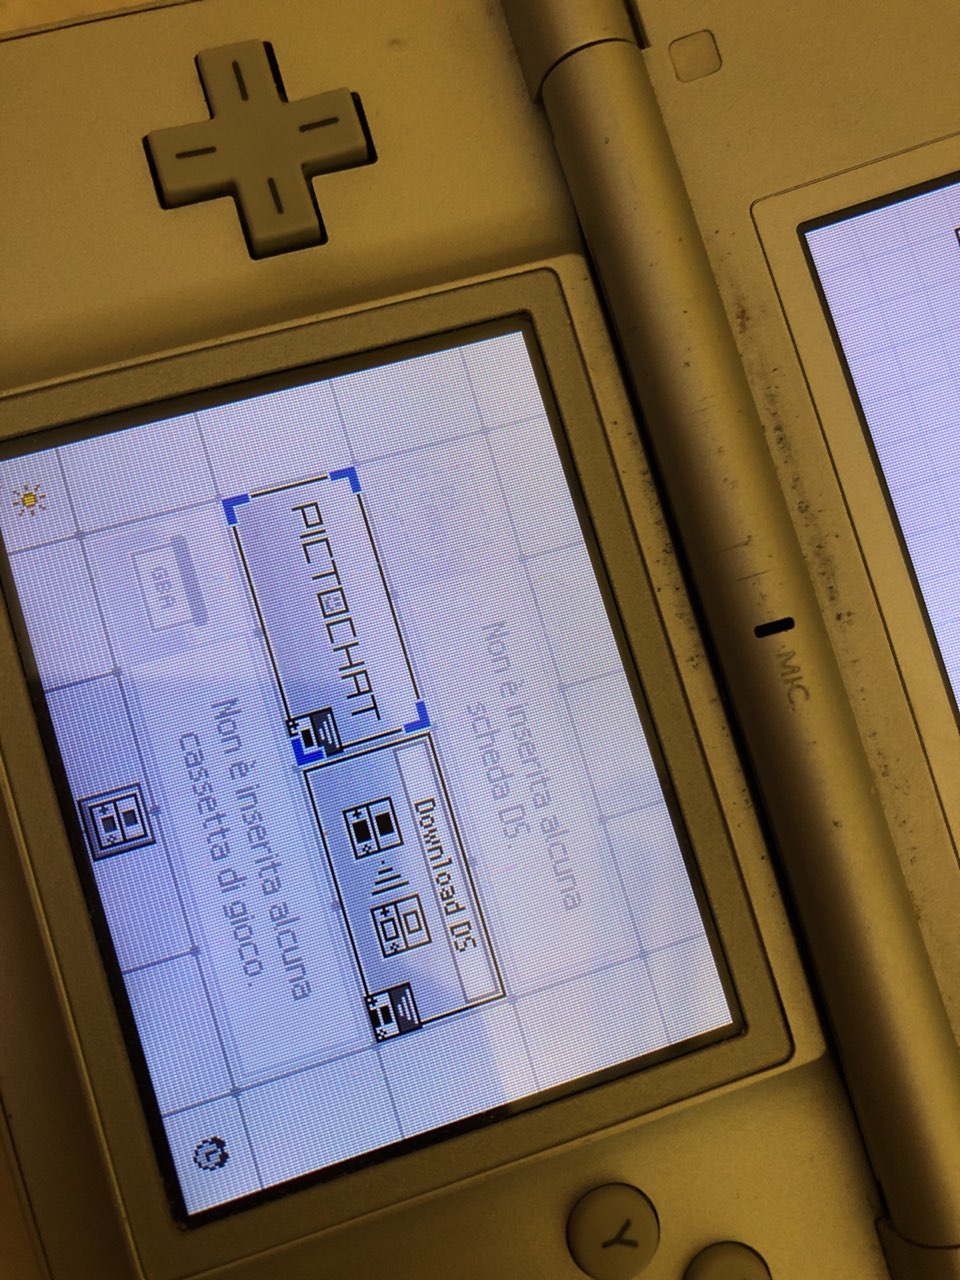 Non è inserita alcuna
scheda DS.
PICTOCHAT
Download DS
GBA
Non è inserita alcuna
cassetta di gioco.
MIC.
Y